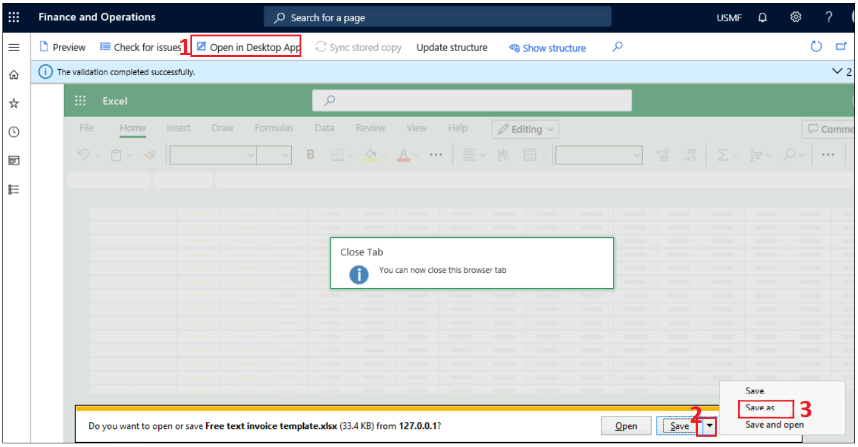 Finance and Operations Search for a page USMF ?
Preview Check for issues 1 Open in Desktop App Sync stored copy Update structure Show structure
The validation completed successfully. 2
Excel
File Home Insert Draw Formulas Data Review View Help Editing Comme
B
Close Tab
You can now close this browser tab
Save
Save as 3
Save and open
Do you want to open or save Free text invoice template.xlsx (33.4 KB) from 127.0.0.1? Open Save 2